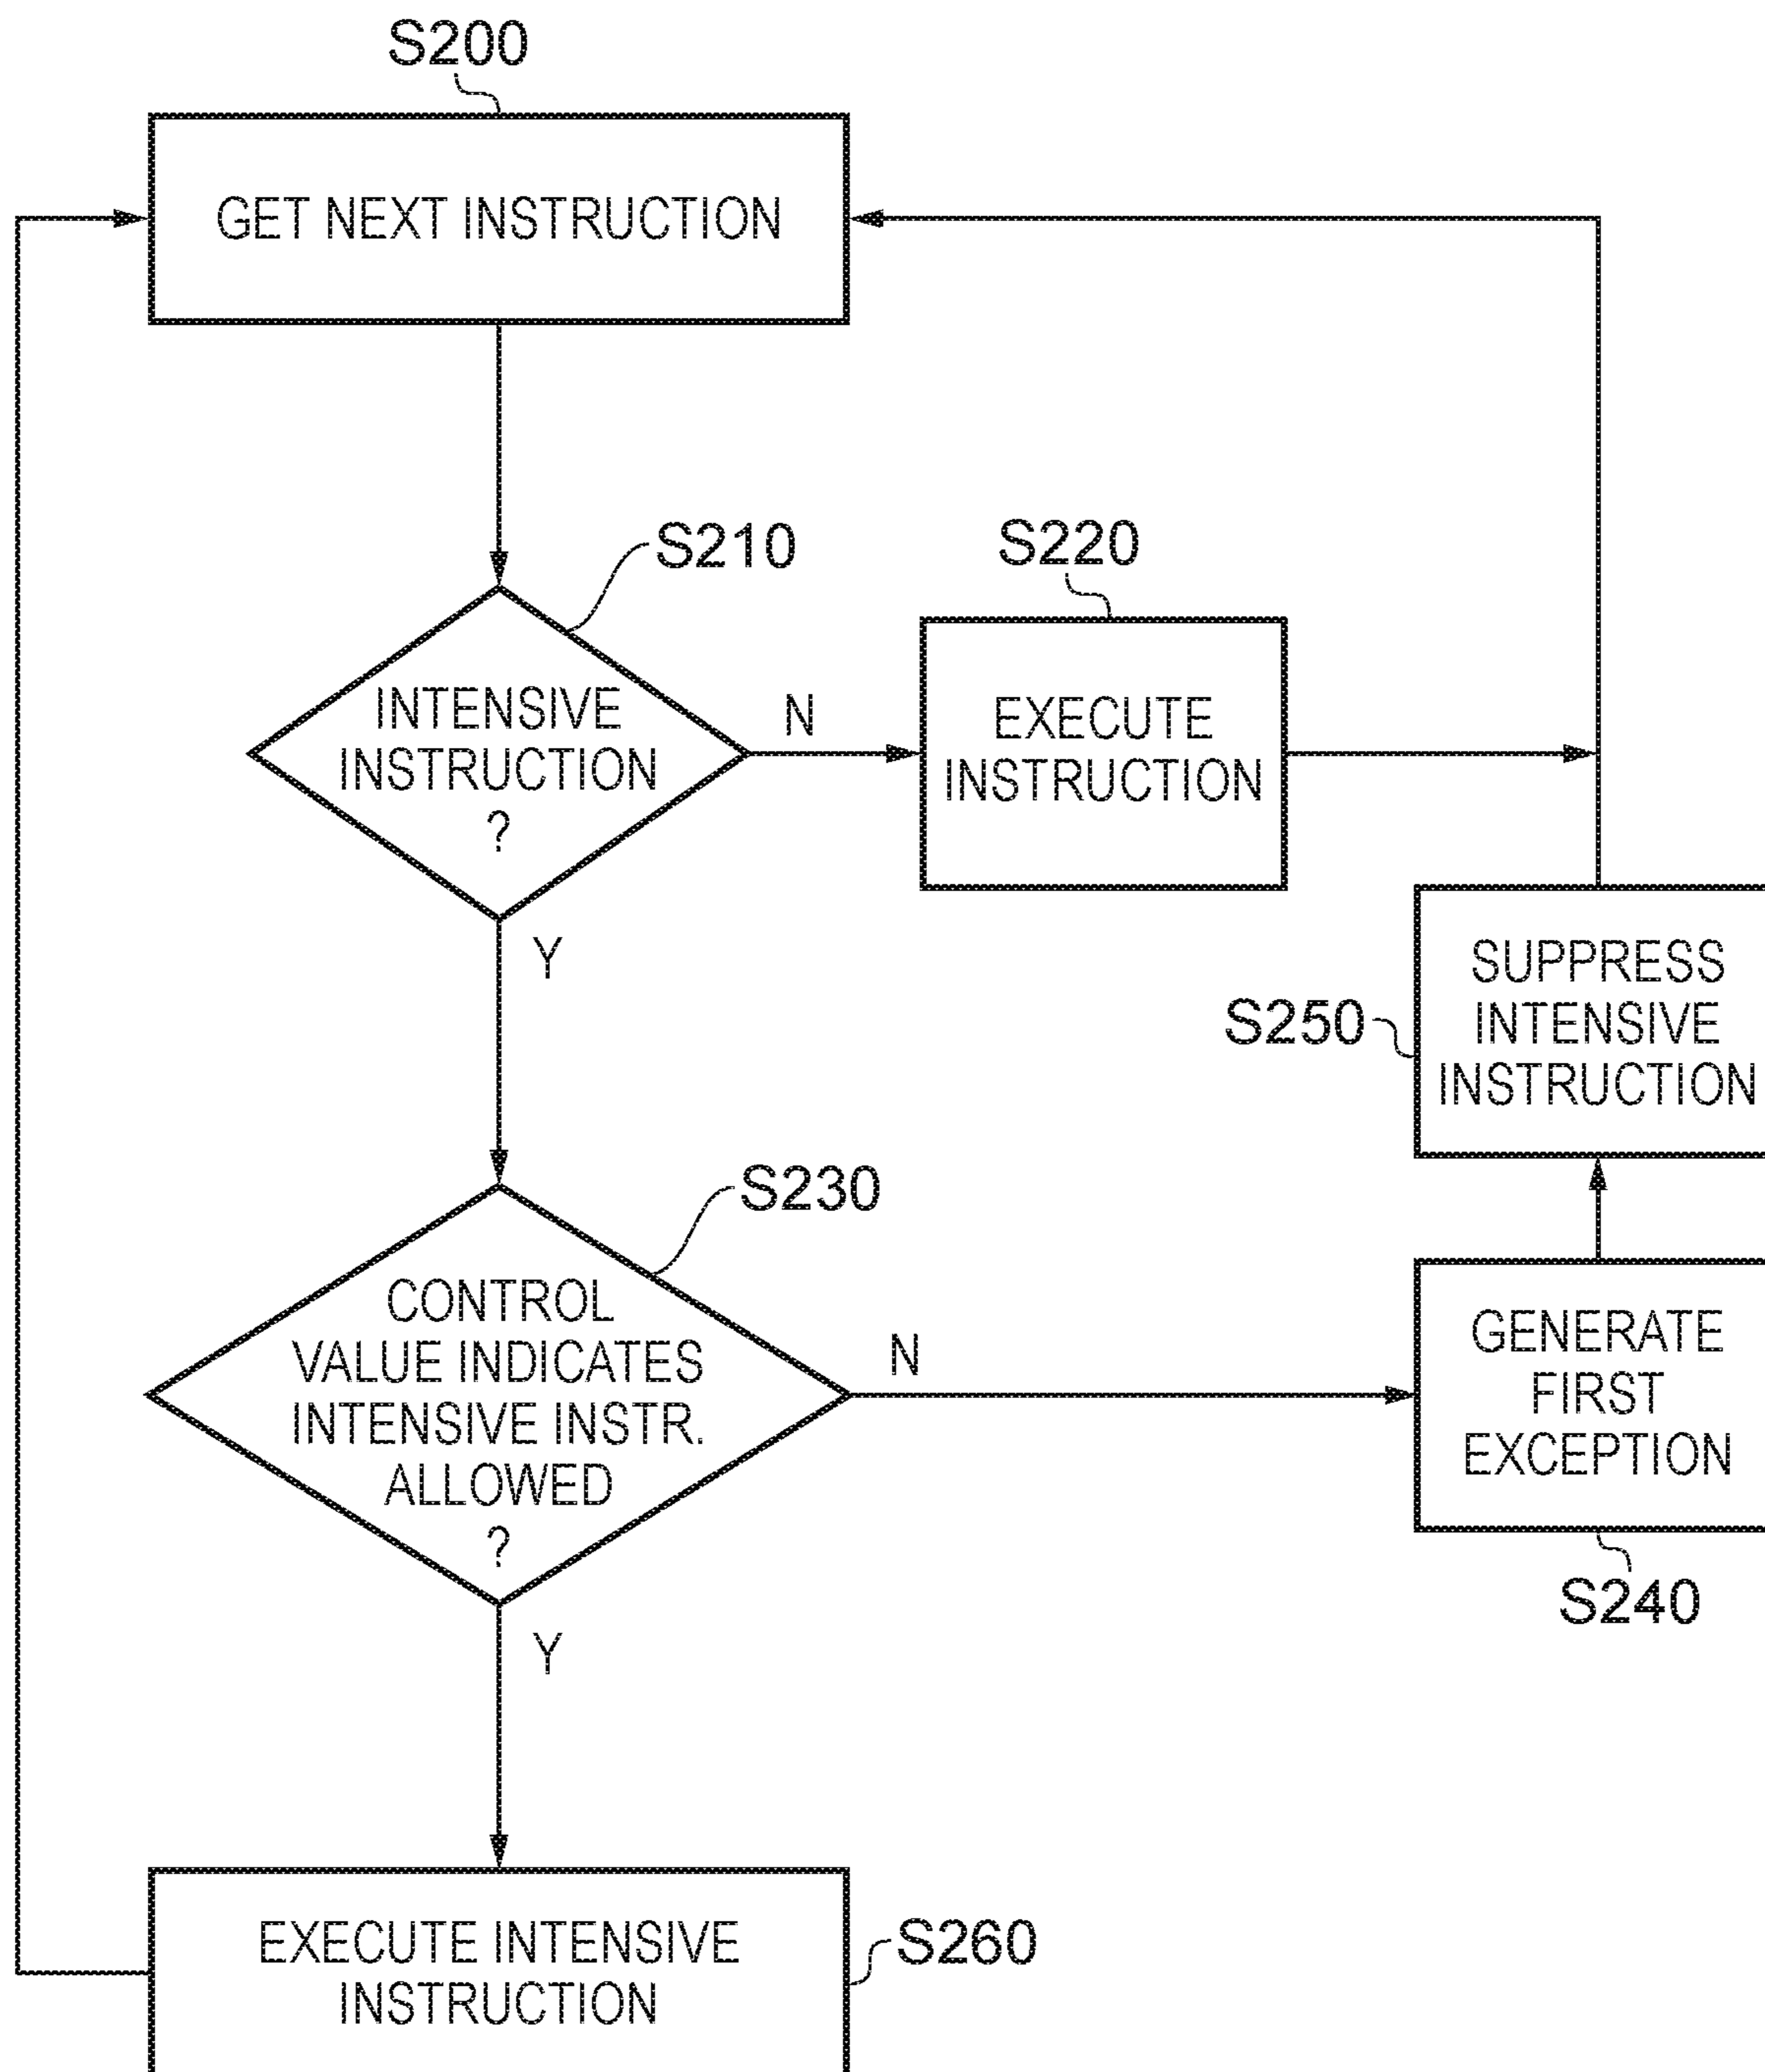 S200
GET NEXT INSTRUCTION
S210
INTENSIVE
INSTRUCTION
?
N
Y
S220
EXECUTE
INSTRUCTION
S250
SUPPRESS
INTENSIVE
INSTRUCTION
S230
CONTROL
VALUE INDICATES
INTENSIVE INSTR.
ALLOWED
?
N
Y
GENERATE
FIRST
EXCEPTION
S240
EXECUTE INTENSIVE
INSTRUCTION
S260